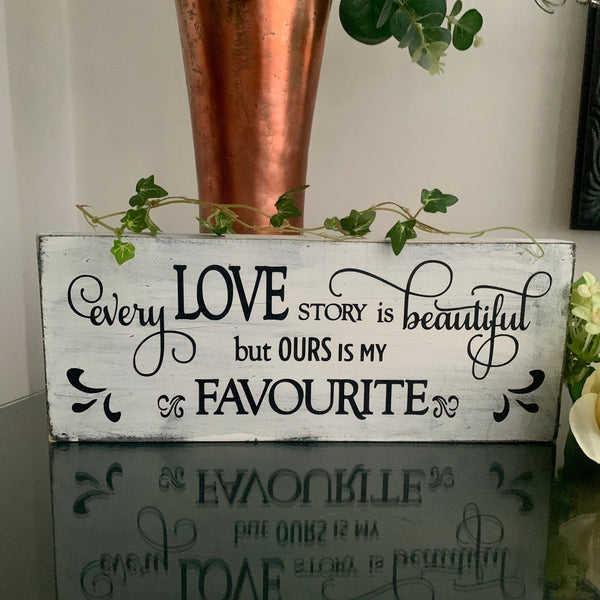 every LOVE STORY is beautiful
but OURS IS MY
FAVOURITE